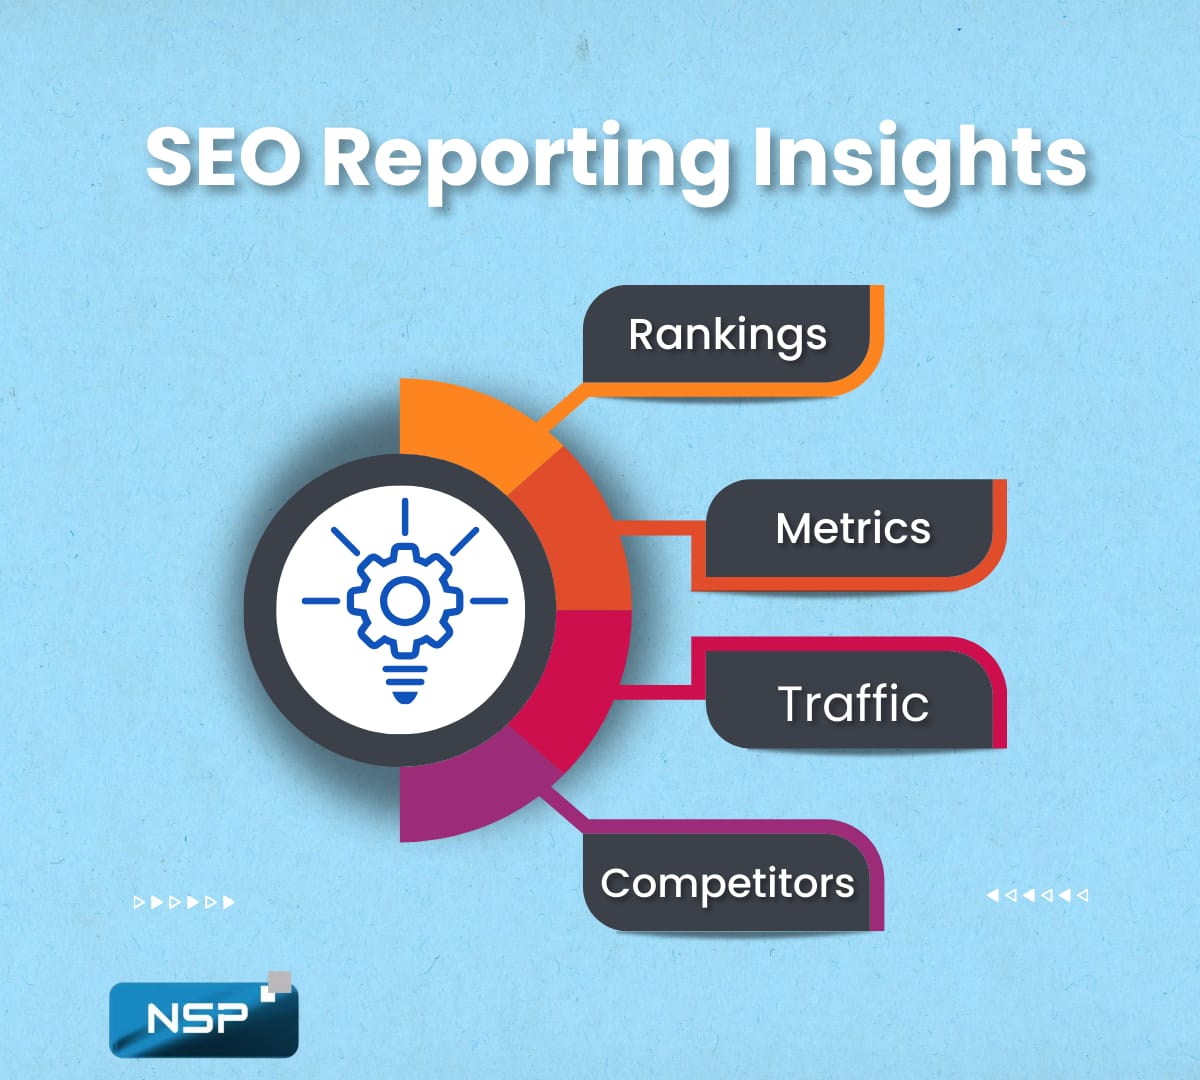 SEO Reporting Insights
Rankings
Metrics
Traffic
Competitors
NSP